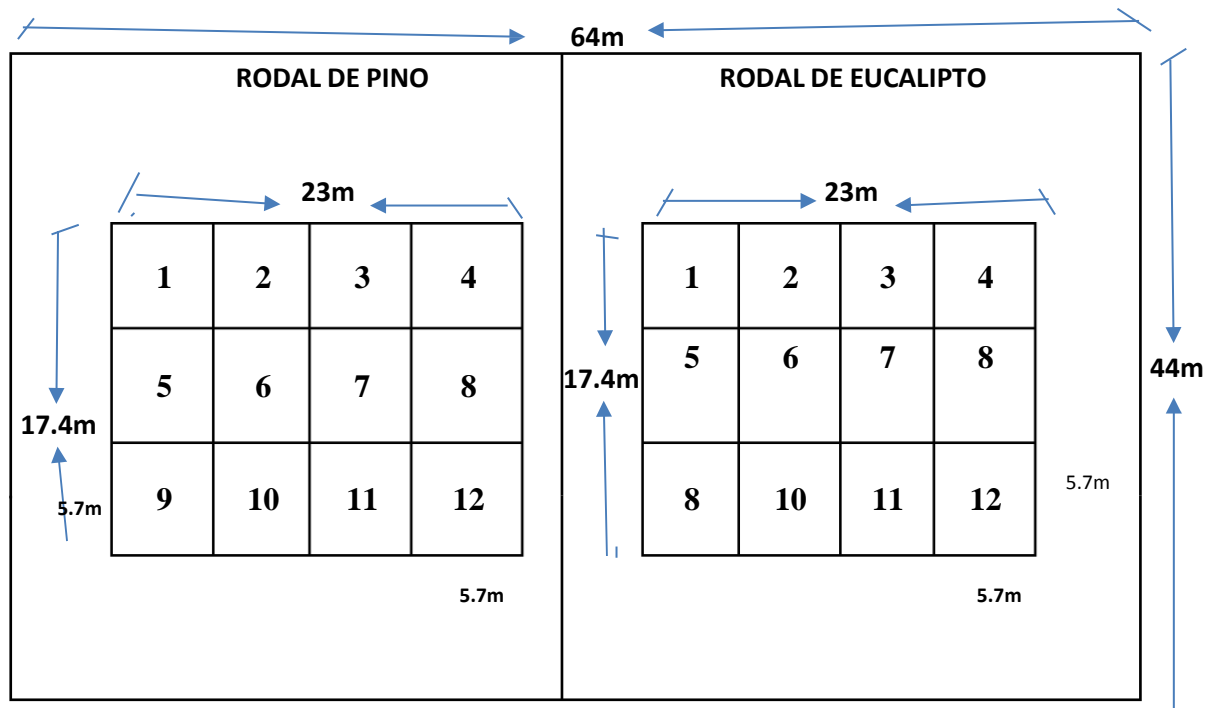 64m
RODAL DE PINO
RODAL DE EUCALIPTO
23m
23m
1 2 3 4
1 2 3 4
5 6 7 8
5 6 7 8
17.4m
17.4m
44m
9 10 11 12
8 10 11 12
5.7m
5.7m
5.7m
5.7m